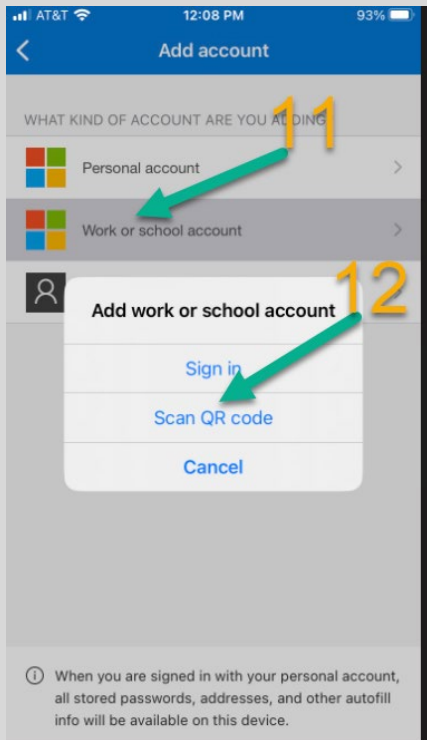 AT&T 12:08 PM 93%
Add account
WHAT KIND OF ACCOUNT ARE YOU ADDING
11
Personal account
Work or school account
12
Add work or school account
Sign in
Scan QR code
Cancel
When you are signed in with your personal account,
all stored passwords, addresses, and other autofill
info will be available on this device.